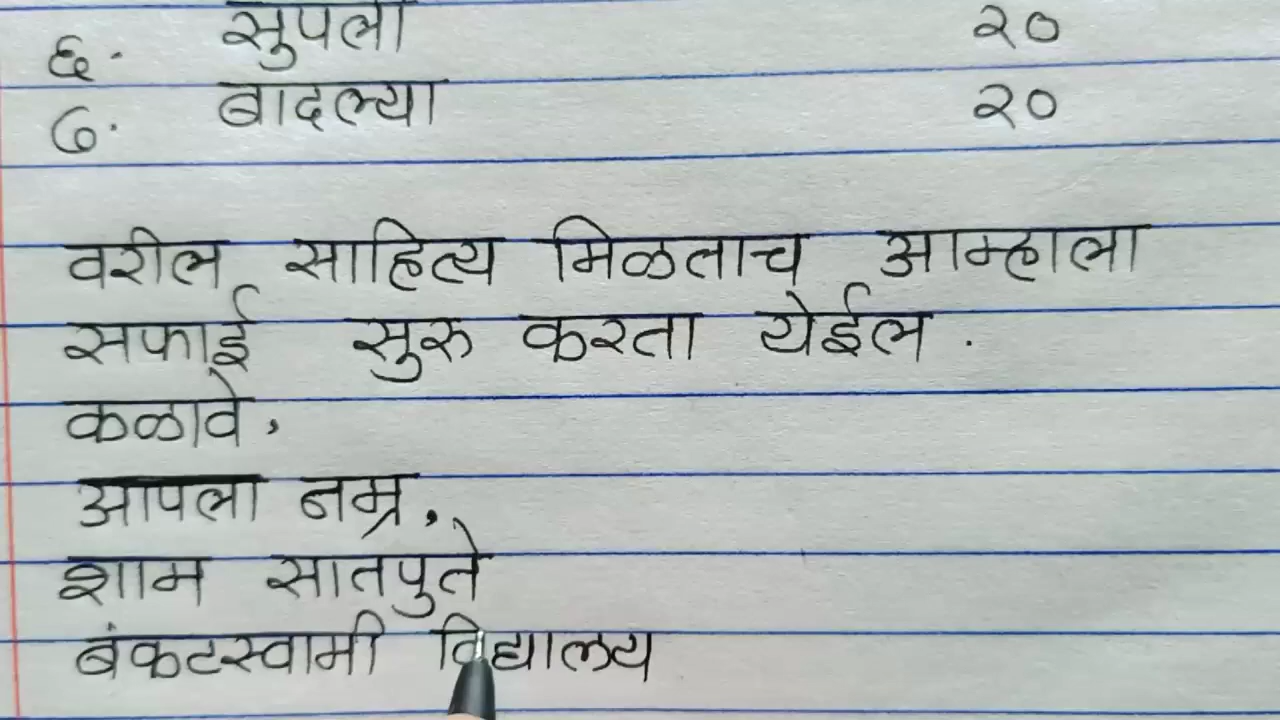 ६. सुपली २०
७. बादल्या २०
वरील साहित्य मिळताच आम्हाला
सफाई सुरु करता येईल .
कळावे,
आपला नम्र,
शाम सातपुते
बंकटस्वामी विद्यालय